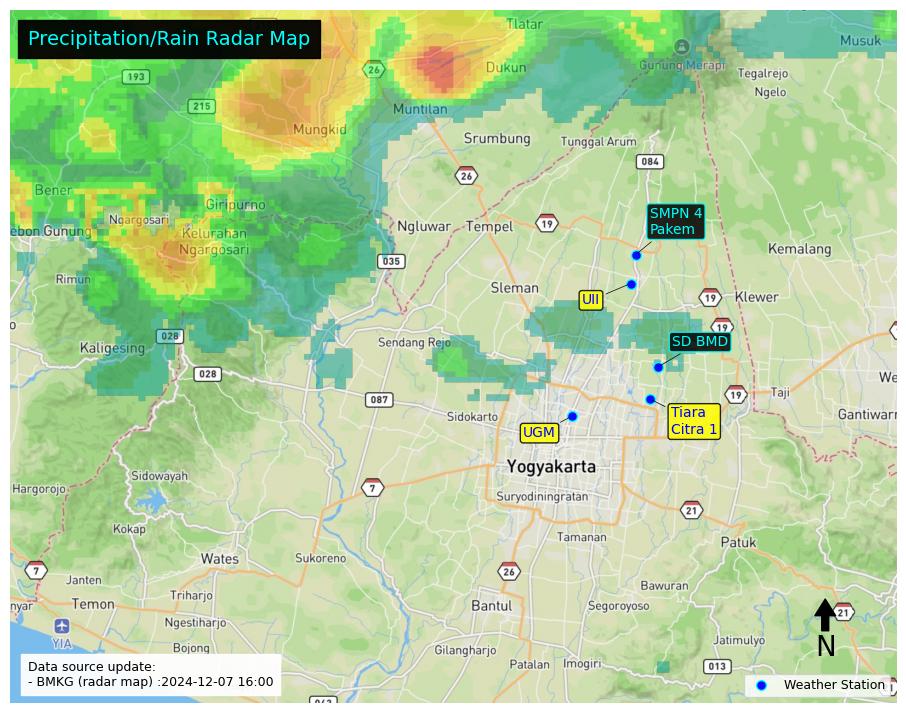 Precipitation/Rain Radar Map
Tlatar
Musuk
Gunung Merapi
Tegalrejo
Ngelo
193
26
Dukun
215
Muntilan
Mungkid
Srumbung
Tunggal Arum
084
26
Bener
Giripurno
Ngargosari
Kelurahan
Ngargosari
ebon Gunung
Ngluwar
Tempel
19
SMPN 4
Pakem
Kemalang
035
Rimun
Sleman
UII
19
Klewer
o
028
19
Kaligesing
Sendang Rejo
SD BMD
028
We
087
19
Taji
Sidokarto
Tiara
Citra 1
Gantiwarn
UGM
Yogyakarta
Sidowayah
Hargorojo
7
Suryodiningratan
21
Kokap
Tamanan
Patuk
Wates
Sukoreno
7
26
Janten
Bawuran
Triharjo
nyar
Temon
Bantul
Segoroyoso
21
Ngestiharjo
YIA
N
Bojong
Gilangharjo
Jatimulyo
Patalan
Imogiri
013
Data source update:
- BMKG (radar map) :2024-12-07 16:00
Weather Station